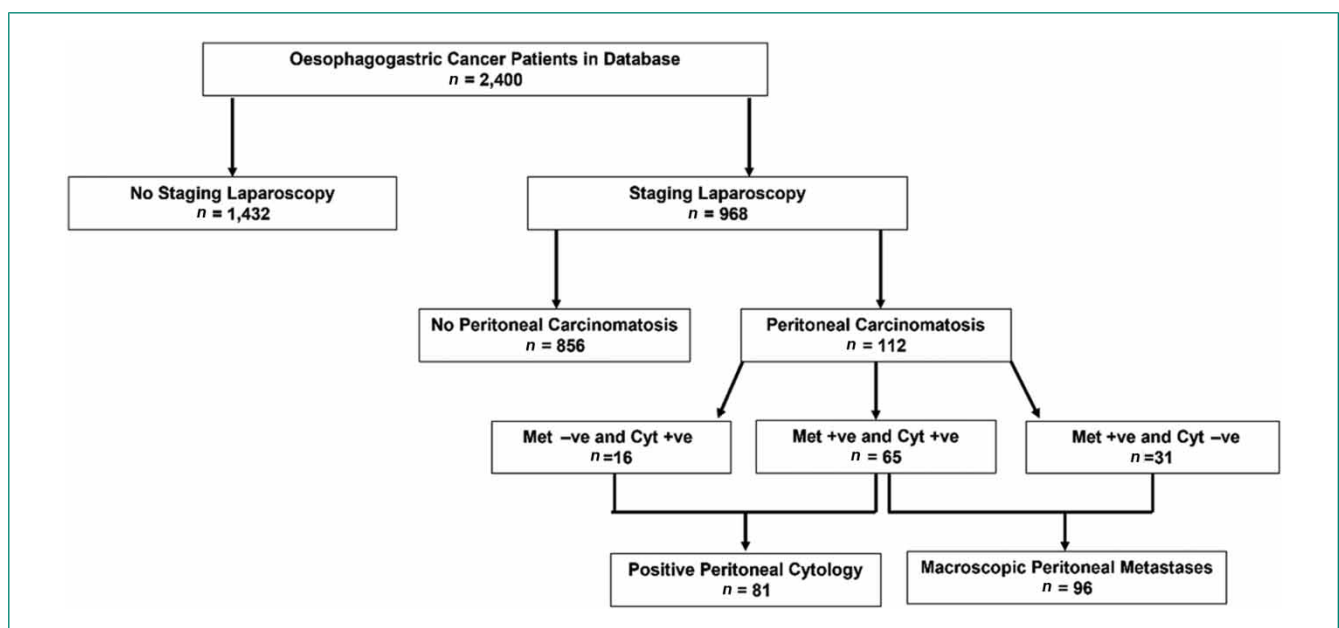 Oesophagogastric Cancer Patients in Database
n = 2,400
No Staging Laparoscopy
n = 1,432
Staging Laparoscopy
n = 968
No Peritoneal Carcinomatosis
n = 856
Peritoneal Carcinomatosis
n = 112
Met –ve and Cyt +ve
n =16
Met +ve and Cyt +ve
n = 65
Met +ve and Cyt –ve
n =31
Positive Peritoneal Cytology
n = 81
Macroscopic Peritoneal Metastases
n = 96